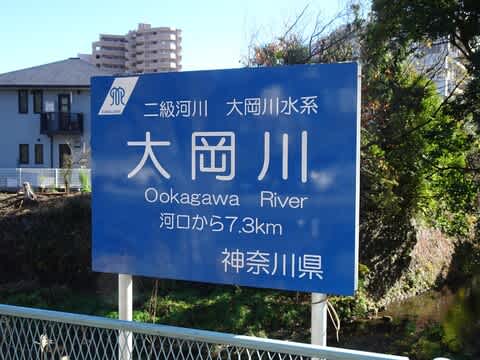 二級河川　大岡川水系
大岡川
Ookagawa River
河口から7.3km
神奈川県